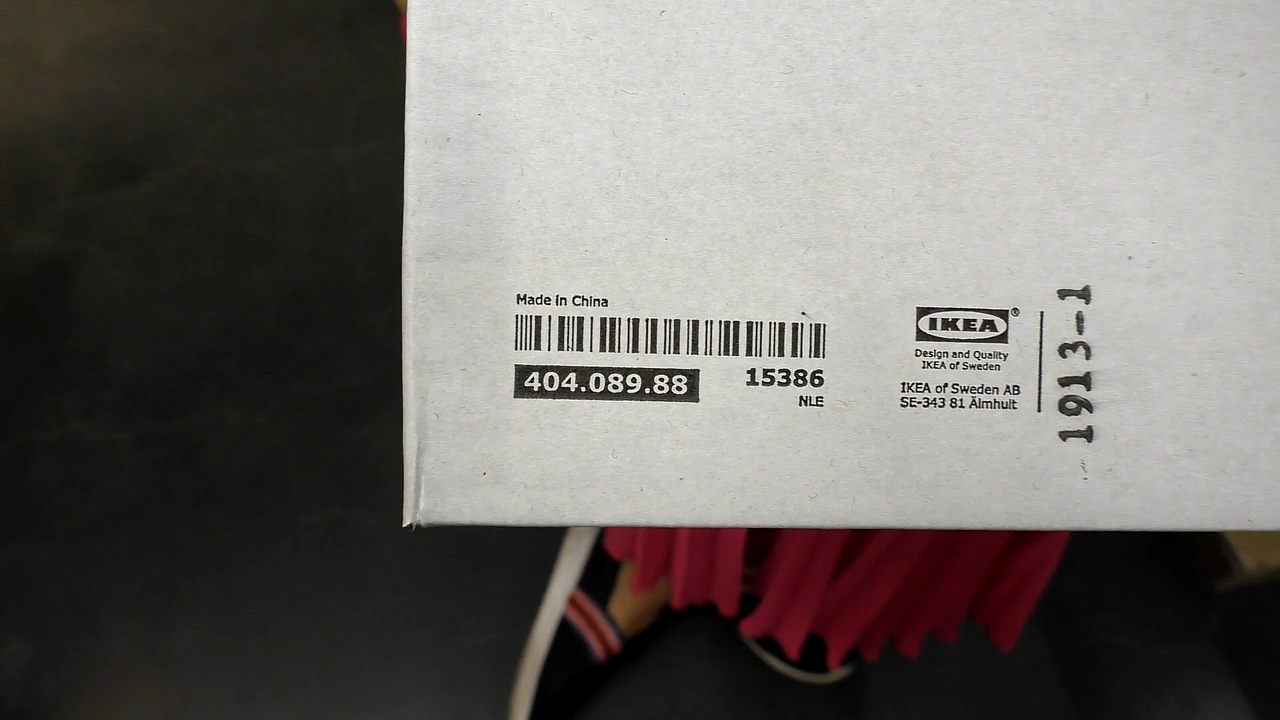 Made in China
404.089.88
15386
NLE
IKEA®
Design and Quality
IKEA of Sweden
IKEA of Sweden AB
SE-343 81 Älmhult
1913-1